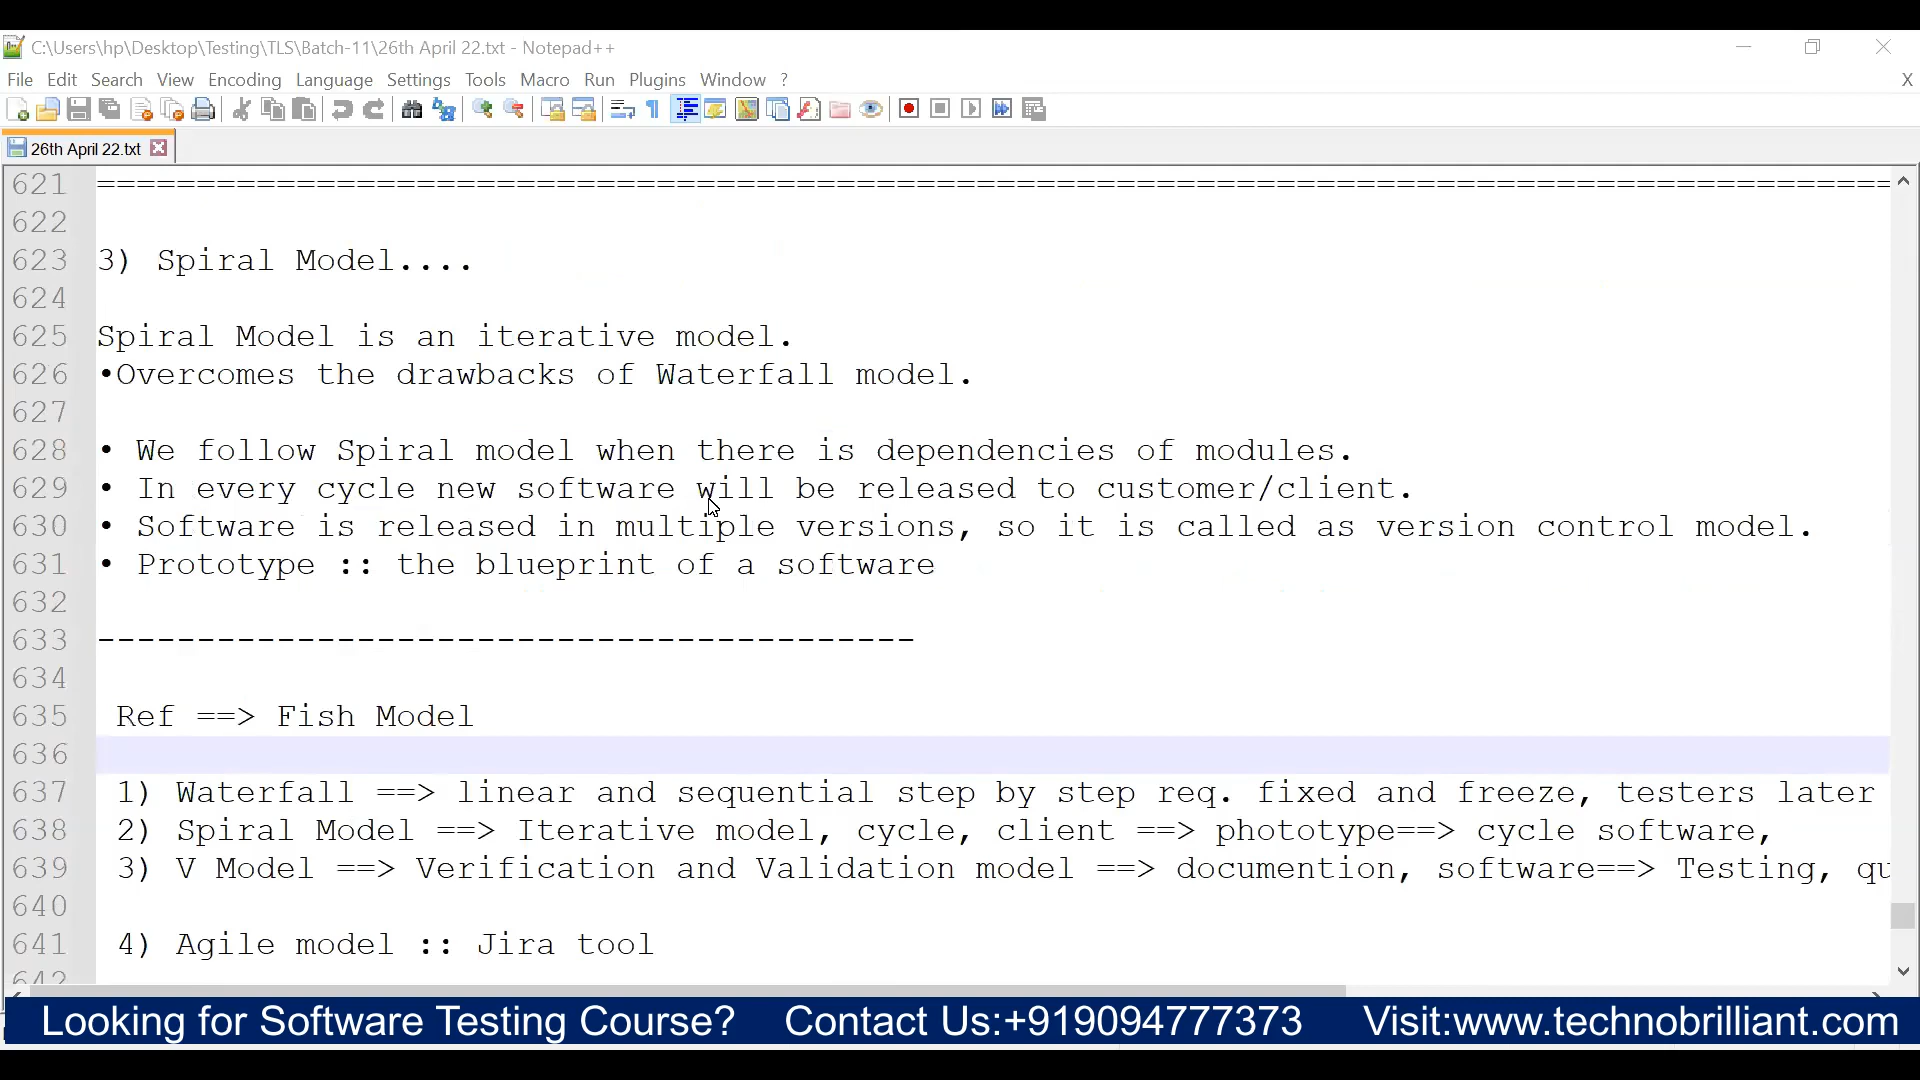 C:\Users\hp\Desktop\Testing\TLS\Batch-11\26th April 22.txt - Notepad++
File Edit Search View Encoding Language Settings Tools Macro Run Plugins Window ? X
26th April 22.txt
621 ==========================================================================================
622
623 3) Spiral Model....
624
625 Spiral Model is an iterative model.
626 •Overcomes the drawbacks of Waterfall model.
627
628 • We follow Spiral model when there is dependencies of modules.
629 • In every cycle new software will be released to customer/client.
630 • Software is released in multiple versions, so it is called as version control model.
631 • Prototype :: the blueprint of a software
632
633 -----------------------------------------
634
635 Ref ==> Fish Model
636
637 1) Waterfall ==> linear and sequential step by step req. fixed and freeze, testers later
638 2) Spiral Model ==> Iterative model, cycle, client ==> phototype==> cycle software,
639 3) V Model ==> Verification and Validation model ==> documention, software==> Testing, qu
640
641 4) Agile model :: Jira tool
642
Looking for Software Testing Course? Contact Us:+919094777373 Visit:www.technobrilliant.com